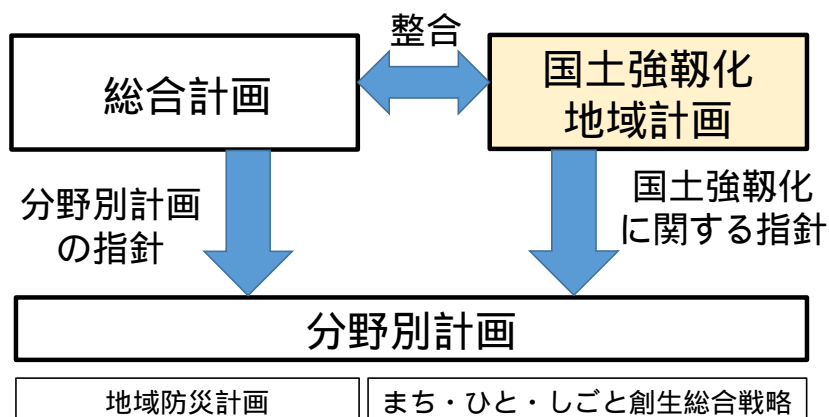 整合
総合計画
国土強靱化
地域計画
分野別計画
の指針
国土強靱化
に関する指針
分野別計画
地域防災計画
まち・ひと・しごと創生総合戦略